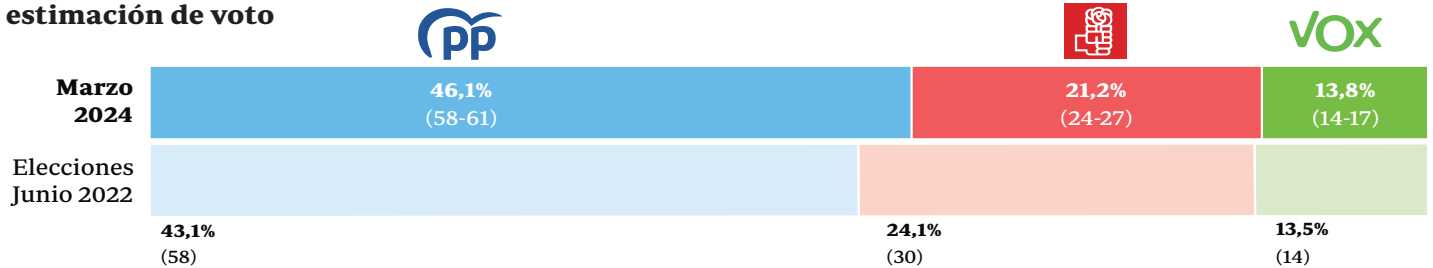 estimación de voto
pp
VOX
Marzo
2024
46,1%
(58-61)
21,2%
(24-27)
13,8%
(14-17)
Elecciones
Junio 2022
43,1%
(58)
24,1%
(30)
13,5%
(14)